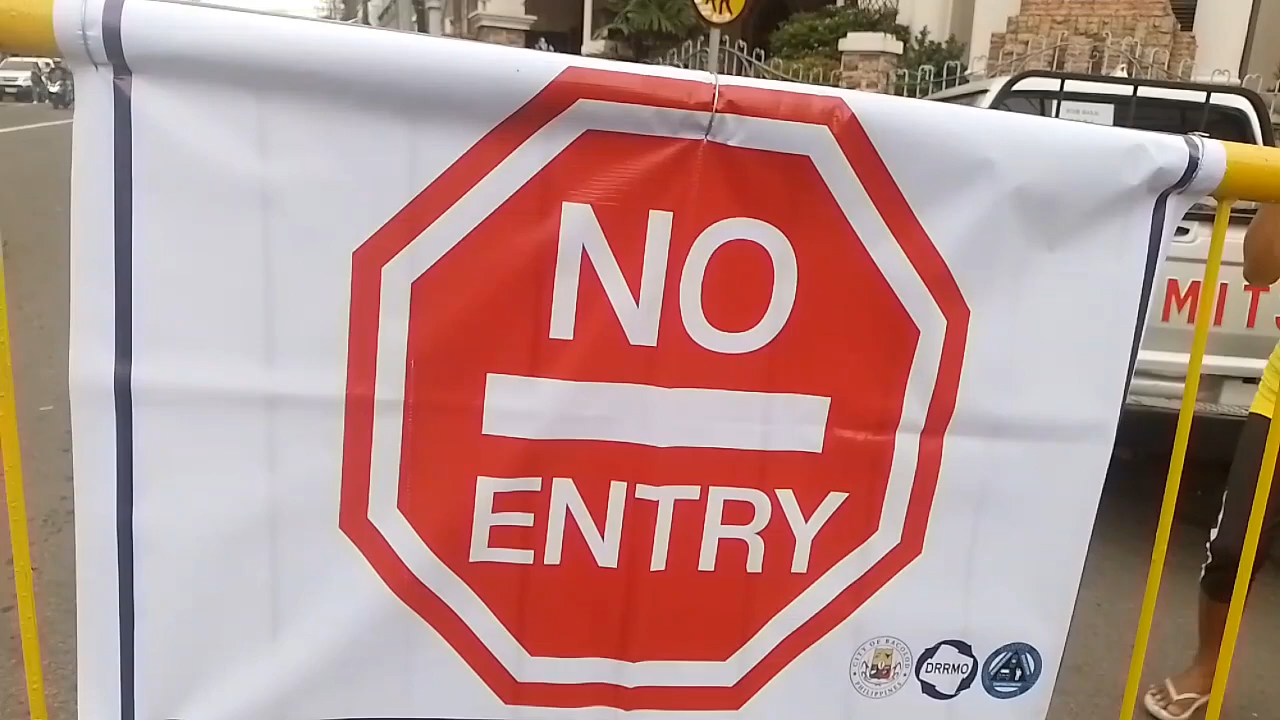 NO
ENTRY
MITS
CITY OF BACOLOD
PHILIPPINES
DRRMO